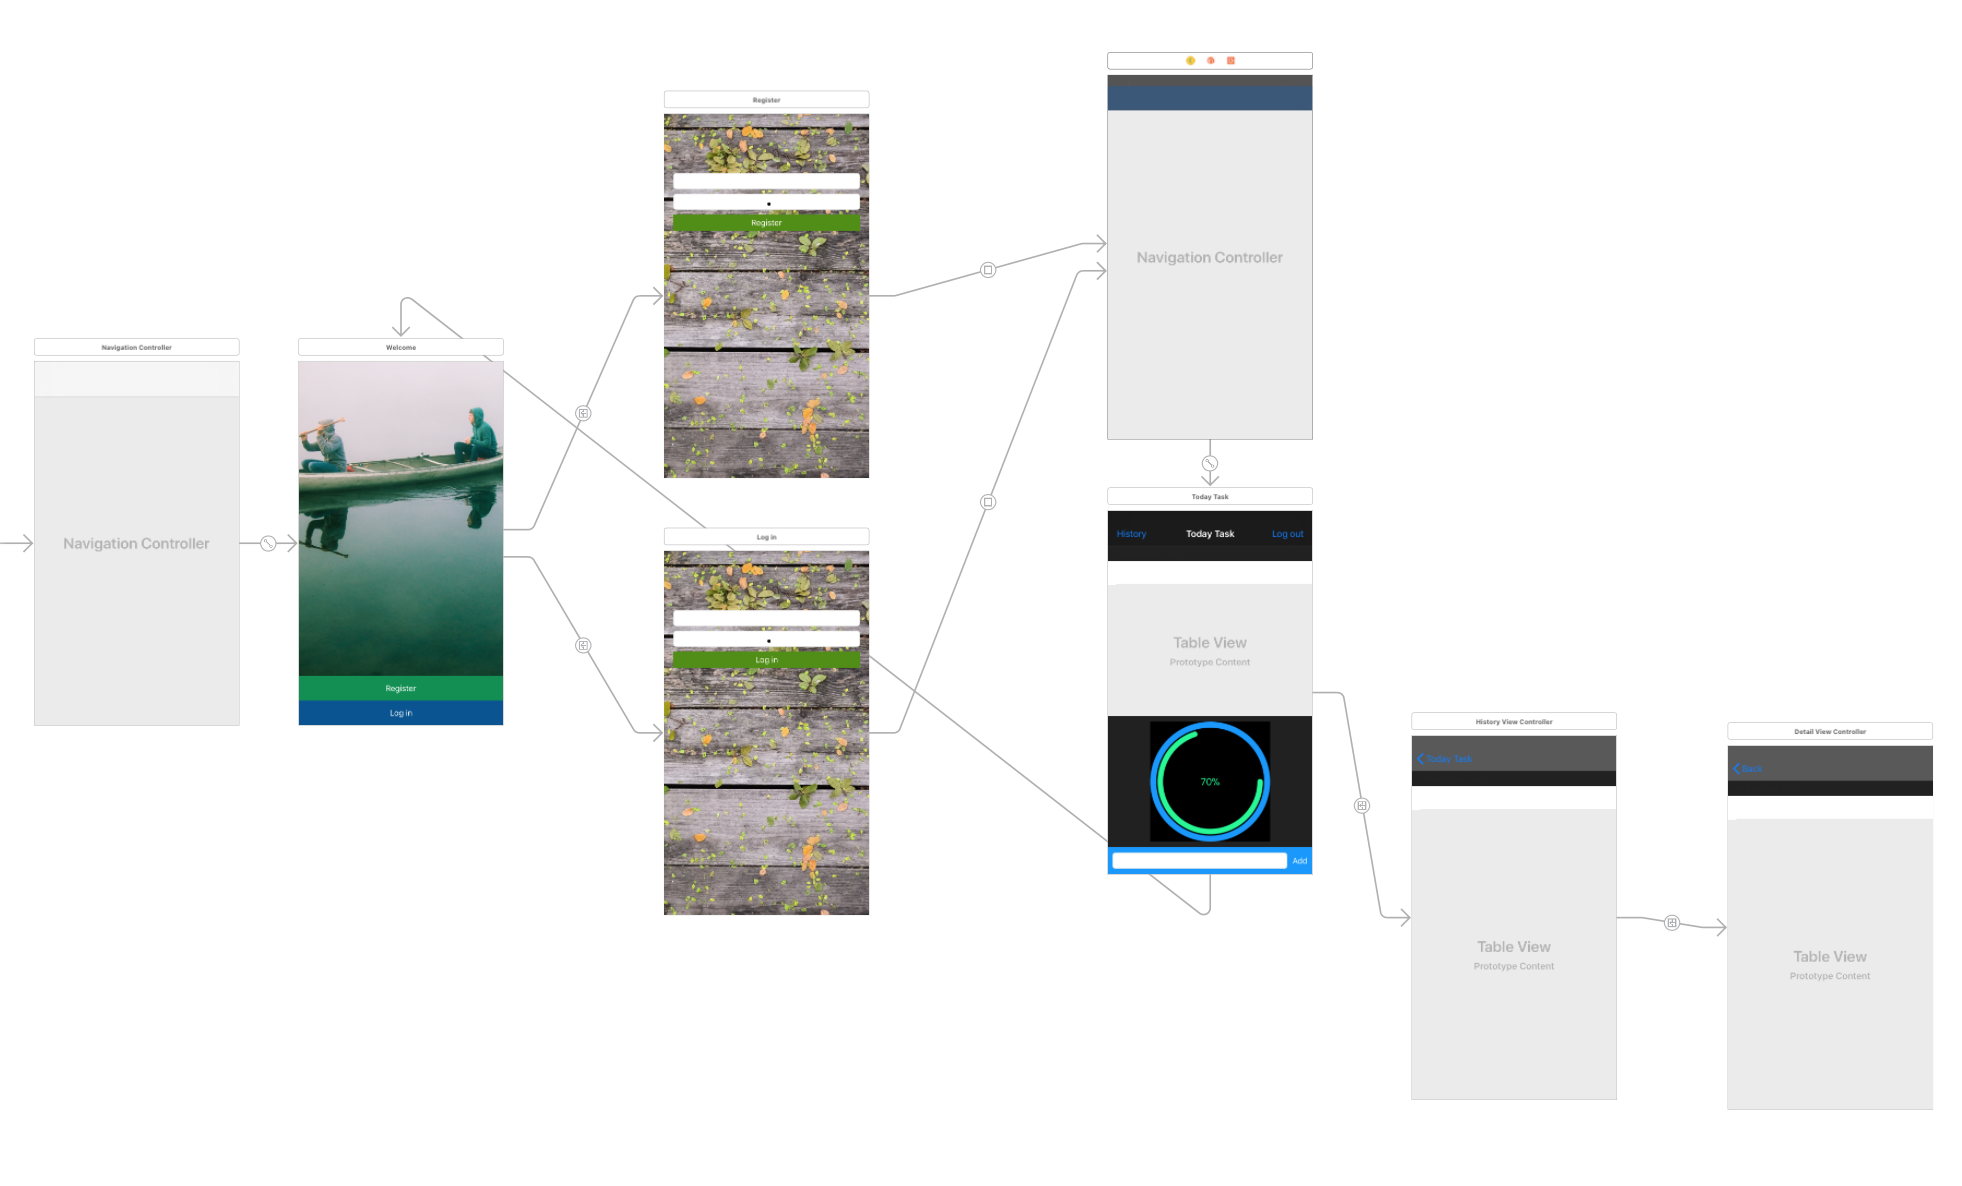 Navigation Controller
Navigation Controller
Welcome
Register
Log in
Register
Register
Log in
Log in
Navigation Controller
Today Task
History
Today Task
Log out
Table View
Prototype Content
70%
Add
History View Controller
Today Task
Table View
Prototype Content
Detail View Controller
Back
Table View
Prototype Content